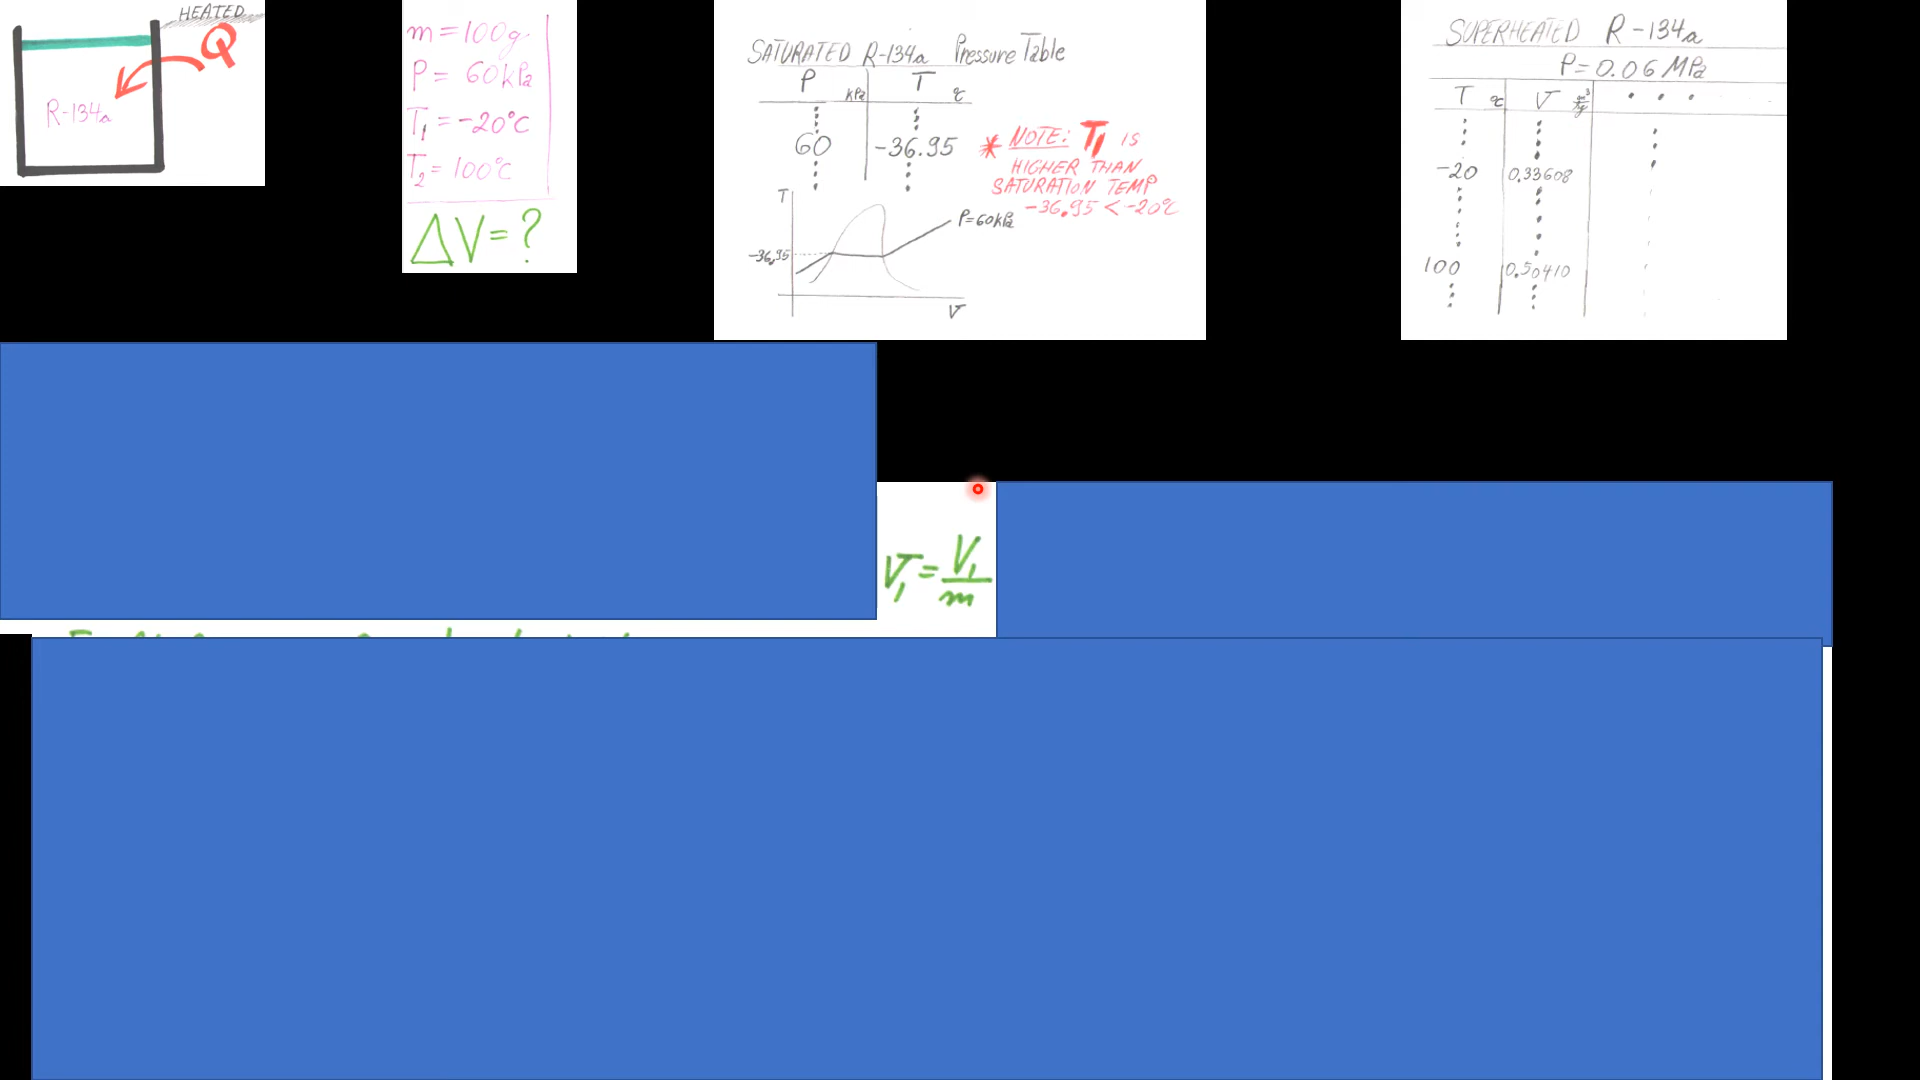 HEATED
Q
R-134a
m = 100g.
P = 60kPa
T₁ = -20°C
T₂ = 100°C
ΔV = ?
SATURATED R-134a Pressure Table
P kPa T °C
60 -36.95
* NOTE: T₁ IS
HIGHER THAN
SATURATION TEMP
-36.95 < -20°C
T
P=60kPa
-36.95
V
SUPERHEATED R-134a
P = 0.06 MPa
T °C V m³/kg • • •
-20 0.33608
100 0.50410
V₁ = V₁/m